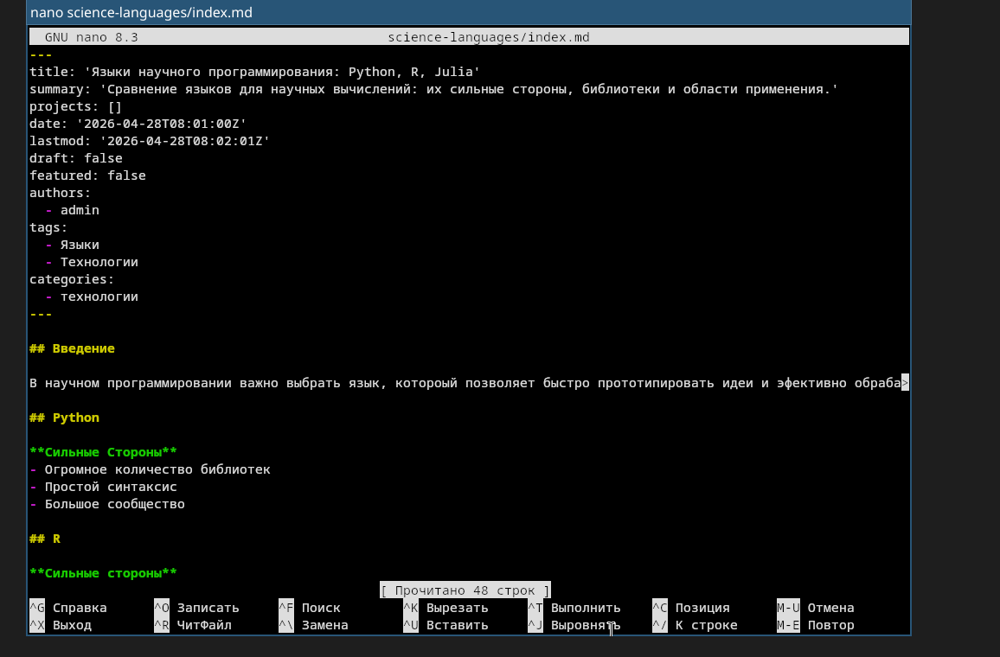 nano science-languages/index.md
GNU nano 8.3 science-languages/index.md
---
title: 'Языки научного программирования: Python, R, Julia'
summary: 'Сравнение языков для научных вычислений: их сильные стороны, библиотеки и области применения.'
projects: []
date: '2026-04-28T08:01:00Z'
lastmod: '2026-04-28T08:02:01Z'
draft: false
featured: false
authors:
  - admin
tags:
  - Языки
  - Технологии
categories:
  - технологии
---
## Введение
В научном программировании важно выбрать язык, котороый позволяет быстро прототипировать идеи и эфективно обраба>
## Python
**Сильные Стороны**
- Огромное количество библиотек
- Простой синтаксис
- Большое сообщество
## R
**Сильные стороны**
[ Прочитано 48 строк ]
^G Справка ^O Записать ^F Поиск ^K Вырезать ^T Выполнить ^C Позиция M-U Отмена
^X Выход ^R ЧитФайл ^\ Замена ^U Вставить ^J Выровнять ^/ К строке M-E Повтор